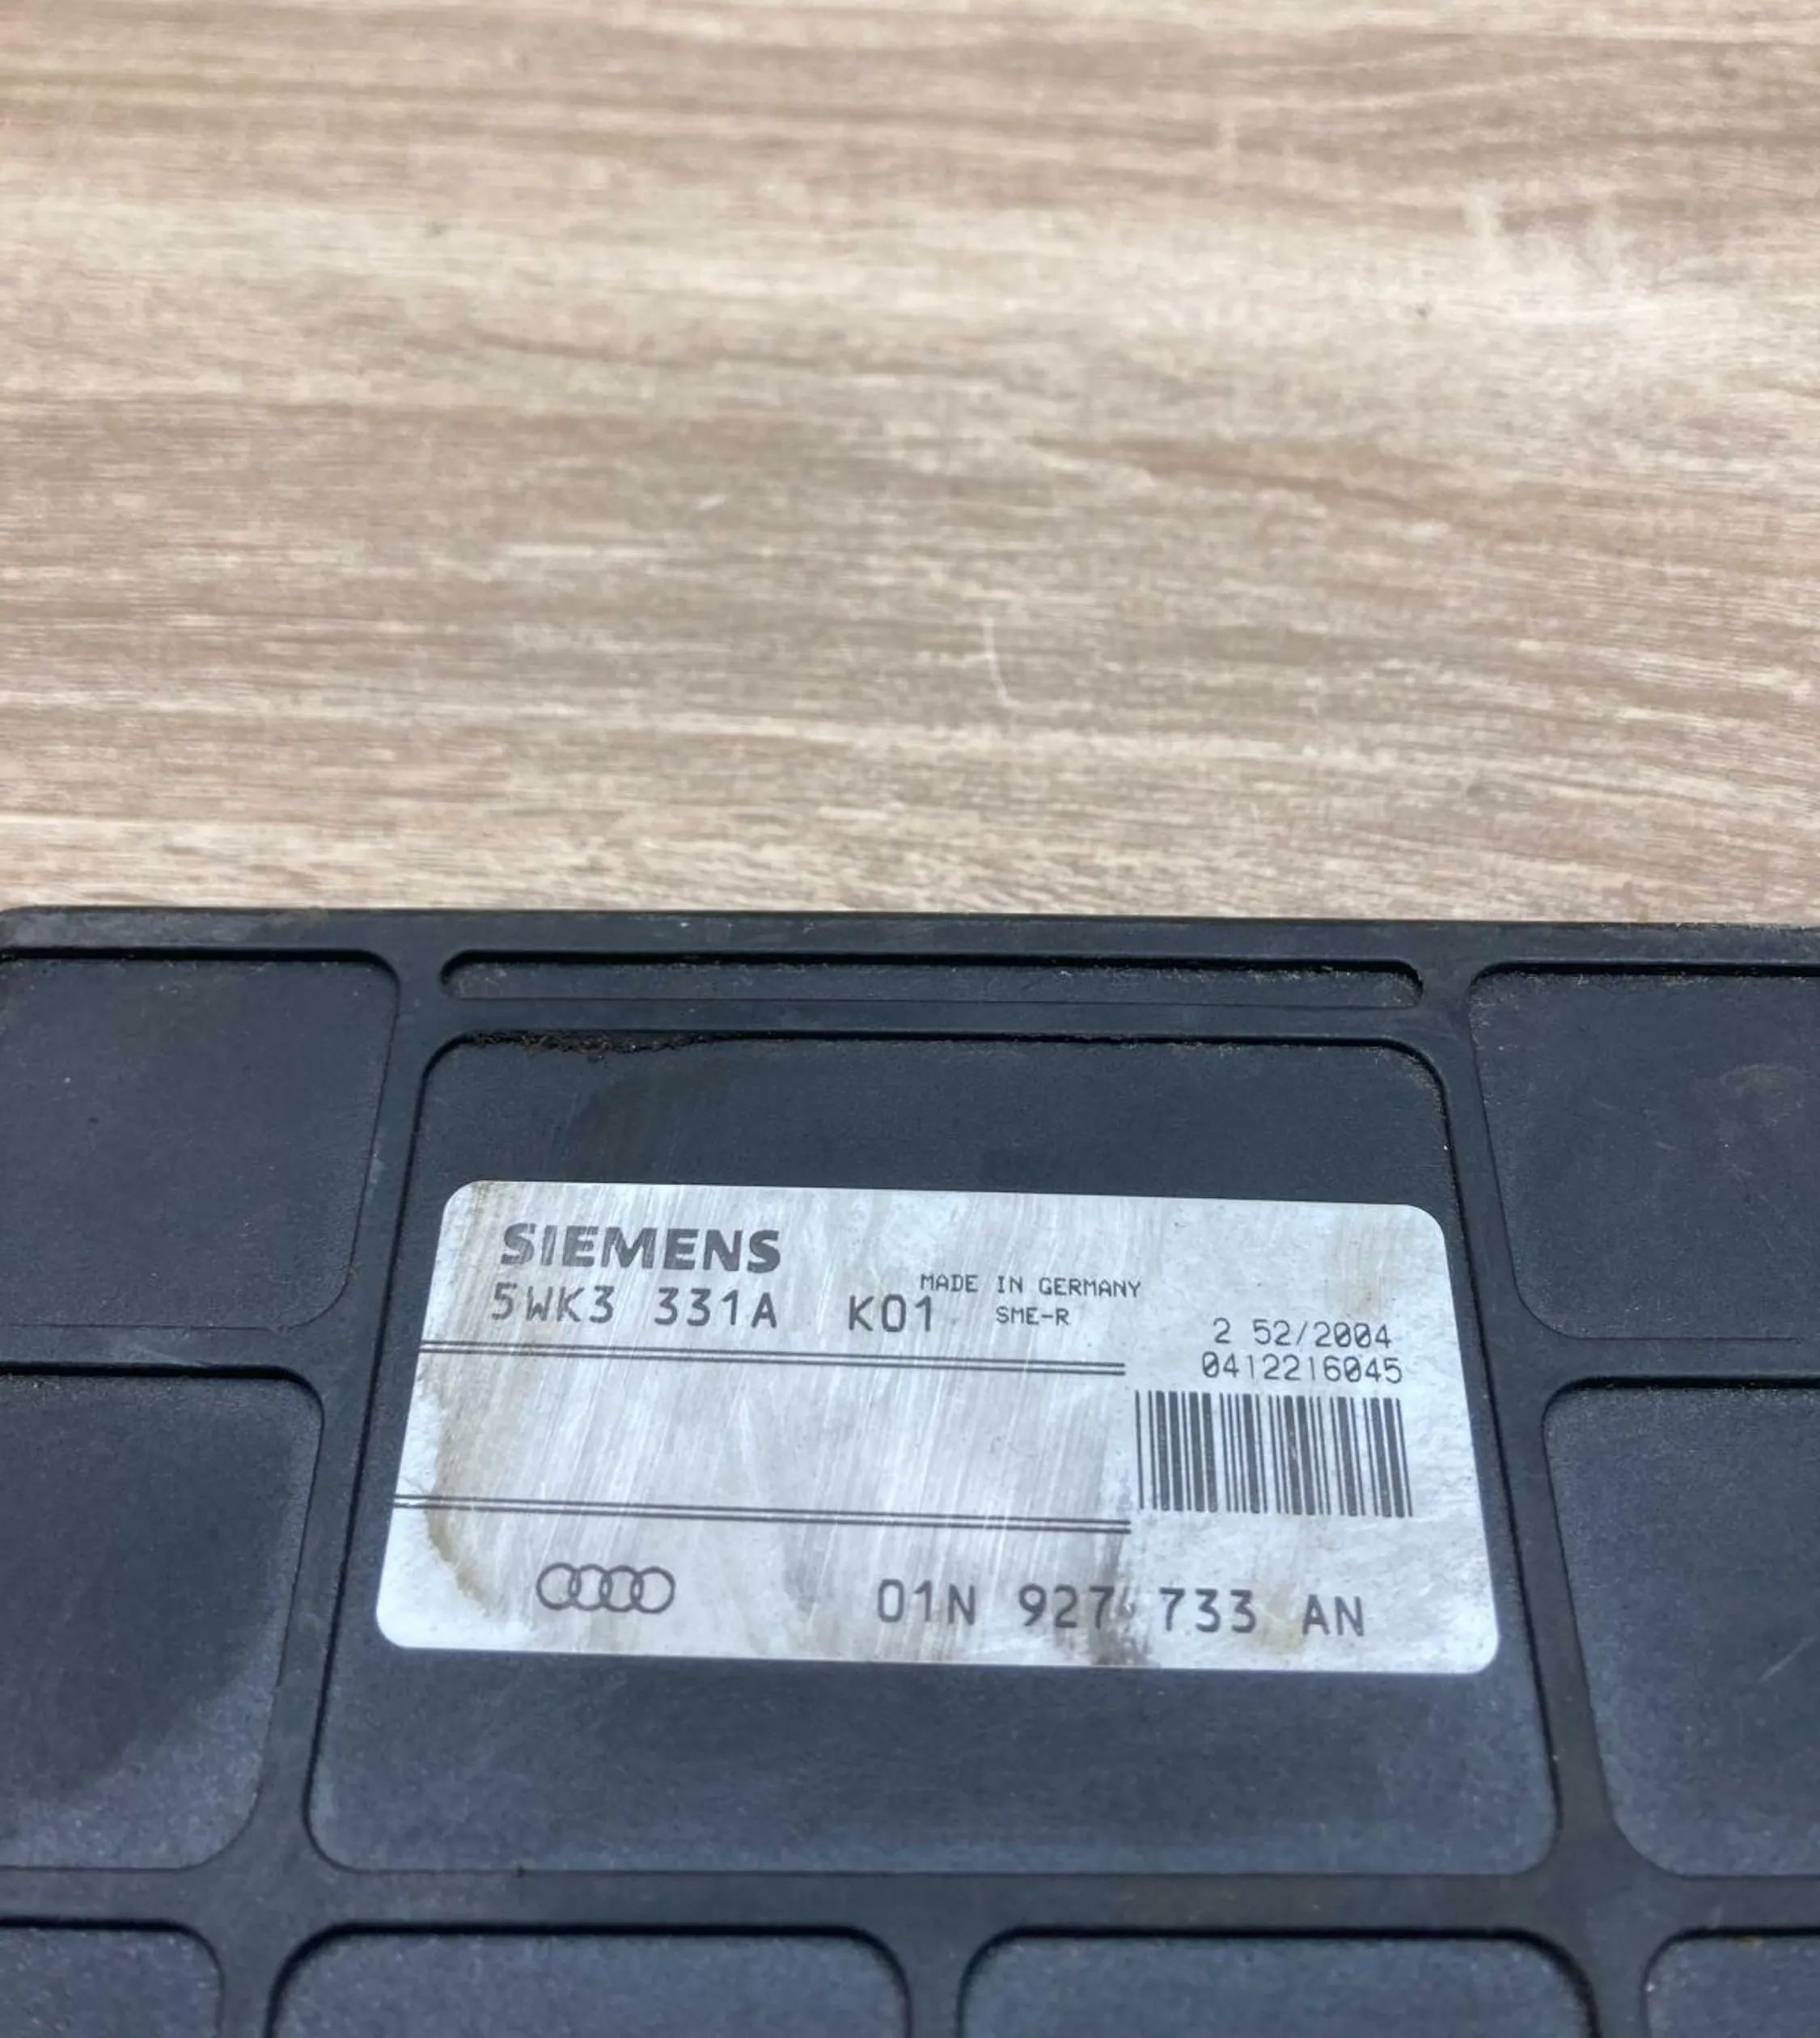 SIEMENS
MADE IN GERMANY
5WK3 331A K01 SME-R
2 52/2004
0412216045
01N 927 733 AN